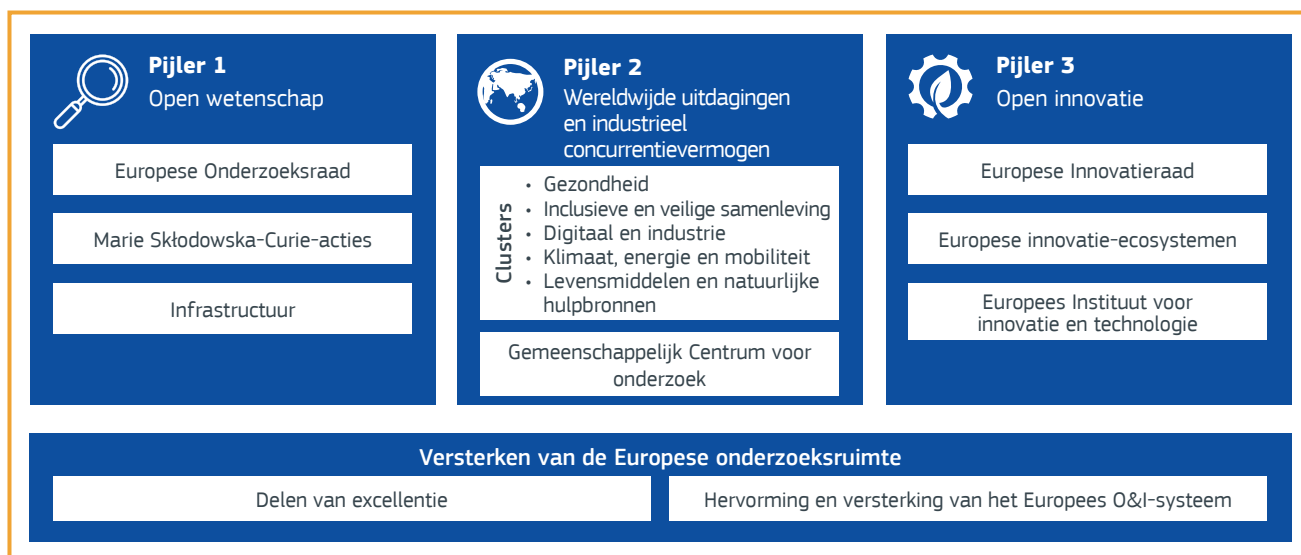 Pijler 1
Open wetenschap
Europese Onderzoeksraad
Marie Skłodowska-Curie-acties
Infrastructuur
Pijler 2
Wereldwijde uitdagingen
en industrieel
concurrentievermogen
Clusters
• Gezondheid
• Inclusieve en veilige samenleving
• Digitaal en industrie
• Klimaat, energie en mobiliteit
• Levensmiddelen en natuurlijke
hulpbronnen
Gemeenschappelijk Centrum voor
onderzoek
Pijler 3
Open innovatie
Europese Innovatieraad
Europese innovatie-ecosystemen
Europees Instituut voor
innovatie en technologie
Versterken van de Europese onderzoeksruimte
Delen van excellentie
Hervorming en versterking van het Europees O&I-systeem